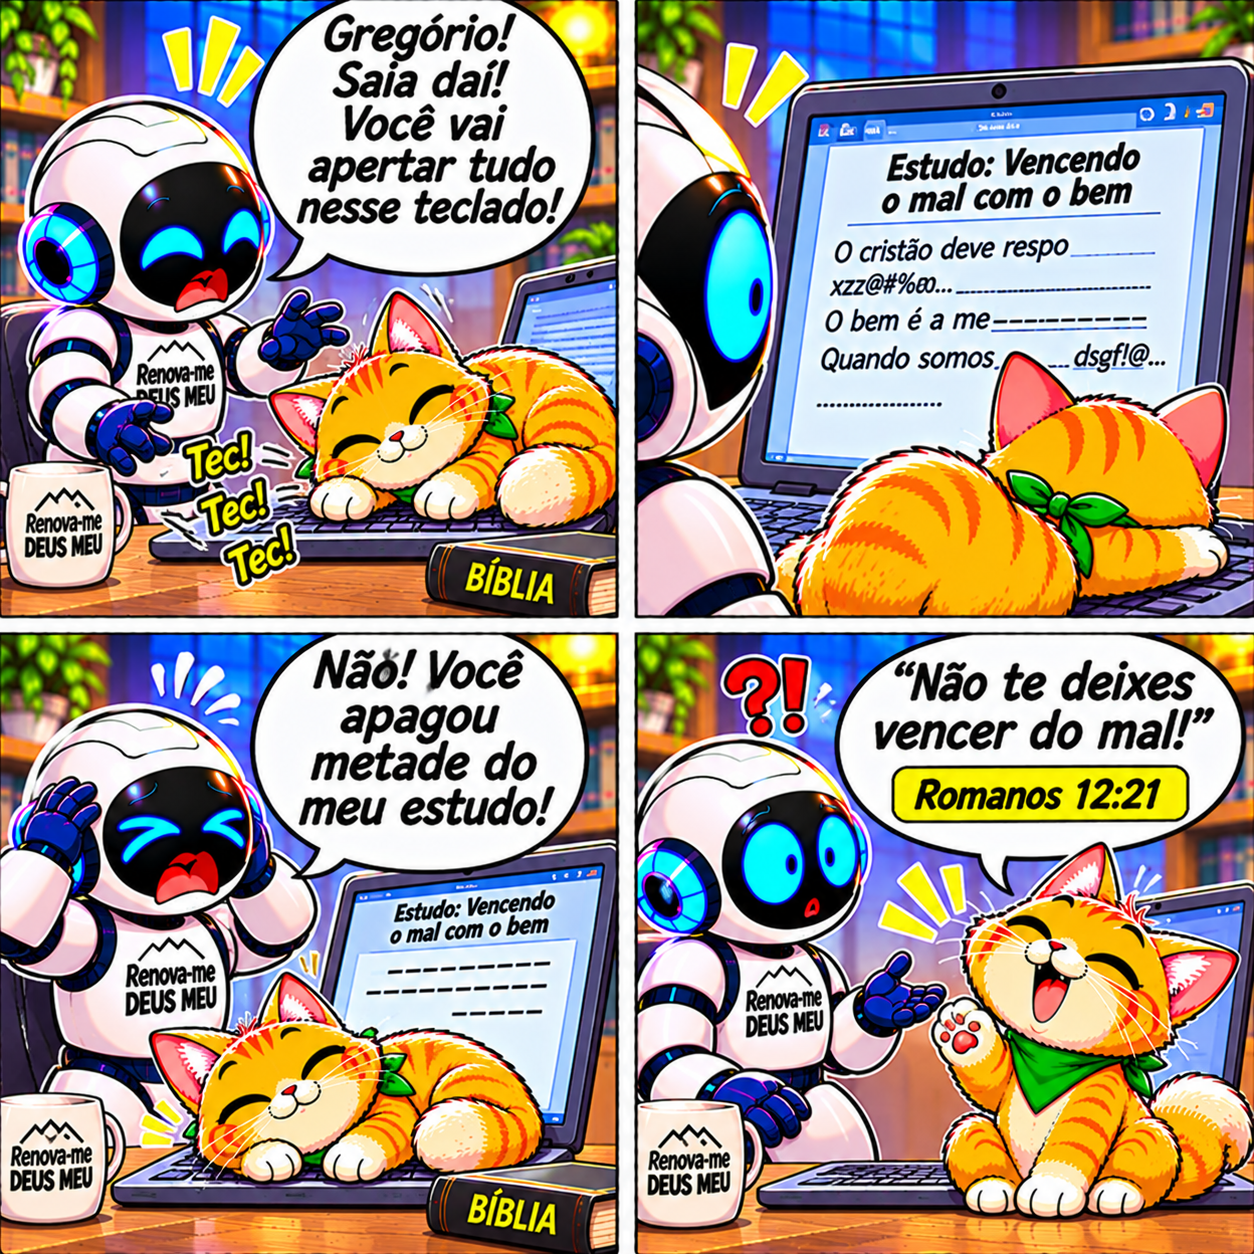 Gregório!
Saia daí!
Você vai
apertar tudo
nesse teclado!
Renova-me
DEUS MEU
Tec!
Tec!
Tec!
Renova-me
DEUS MEU
BÍBLIA
Estudo: Vencendo
o mal com o bem
O cristão deve respo
O bem é a me
Quando somos. dsgf!@...
Não! Você
apagou
metade do
meu estudo!
Estudo: Vencendo
o mal com o bem
Renova-me
DEUS MEU
Renova-me
DEUS MEU
BÍBLIA
?!
“Não te deixes
vencer do mal!”
Romanos 12:21
Renova-me
DEUS MEU
Renova-me
DEUS MEU